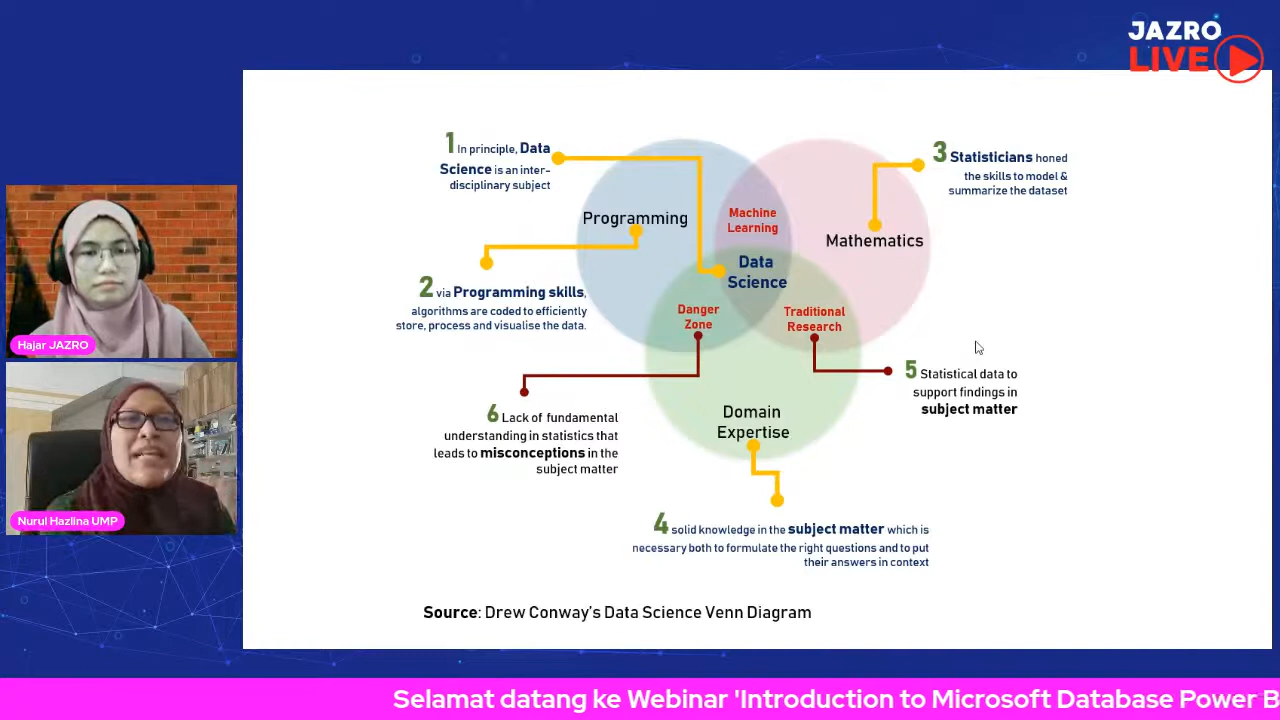 JAZRO
LIVE
1 In principle, Data
Science is an inter-
disciplinary subject
3 Statisticians honed
the skills to model &
summarize the dataset
Programming
Machine
Learning
Mathematics
Data
Science
2 via Programming skills,
algorithms are coded to efficiently
store, process and visualise the data.
Danger
Zone
Traditional
Research
Hajar JAZRO
5 Statistical data to
support findings in
subject matter
Domain
Expertise
6 Lack of fundamental
understanding in statistics that
leads to misconceptions in the
subject matter
Nurul Hazlina UMP
4 solid knowledge in the subject matter which is
necessary both to formulate the right questions and to put
their answers in context
Source: Drew Conway's Data Science Venn Diagram
Selamat datang ke Webinar 'Introduction to Microsoft Database Power B